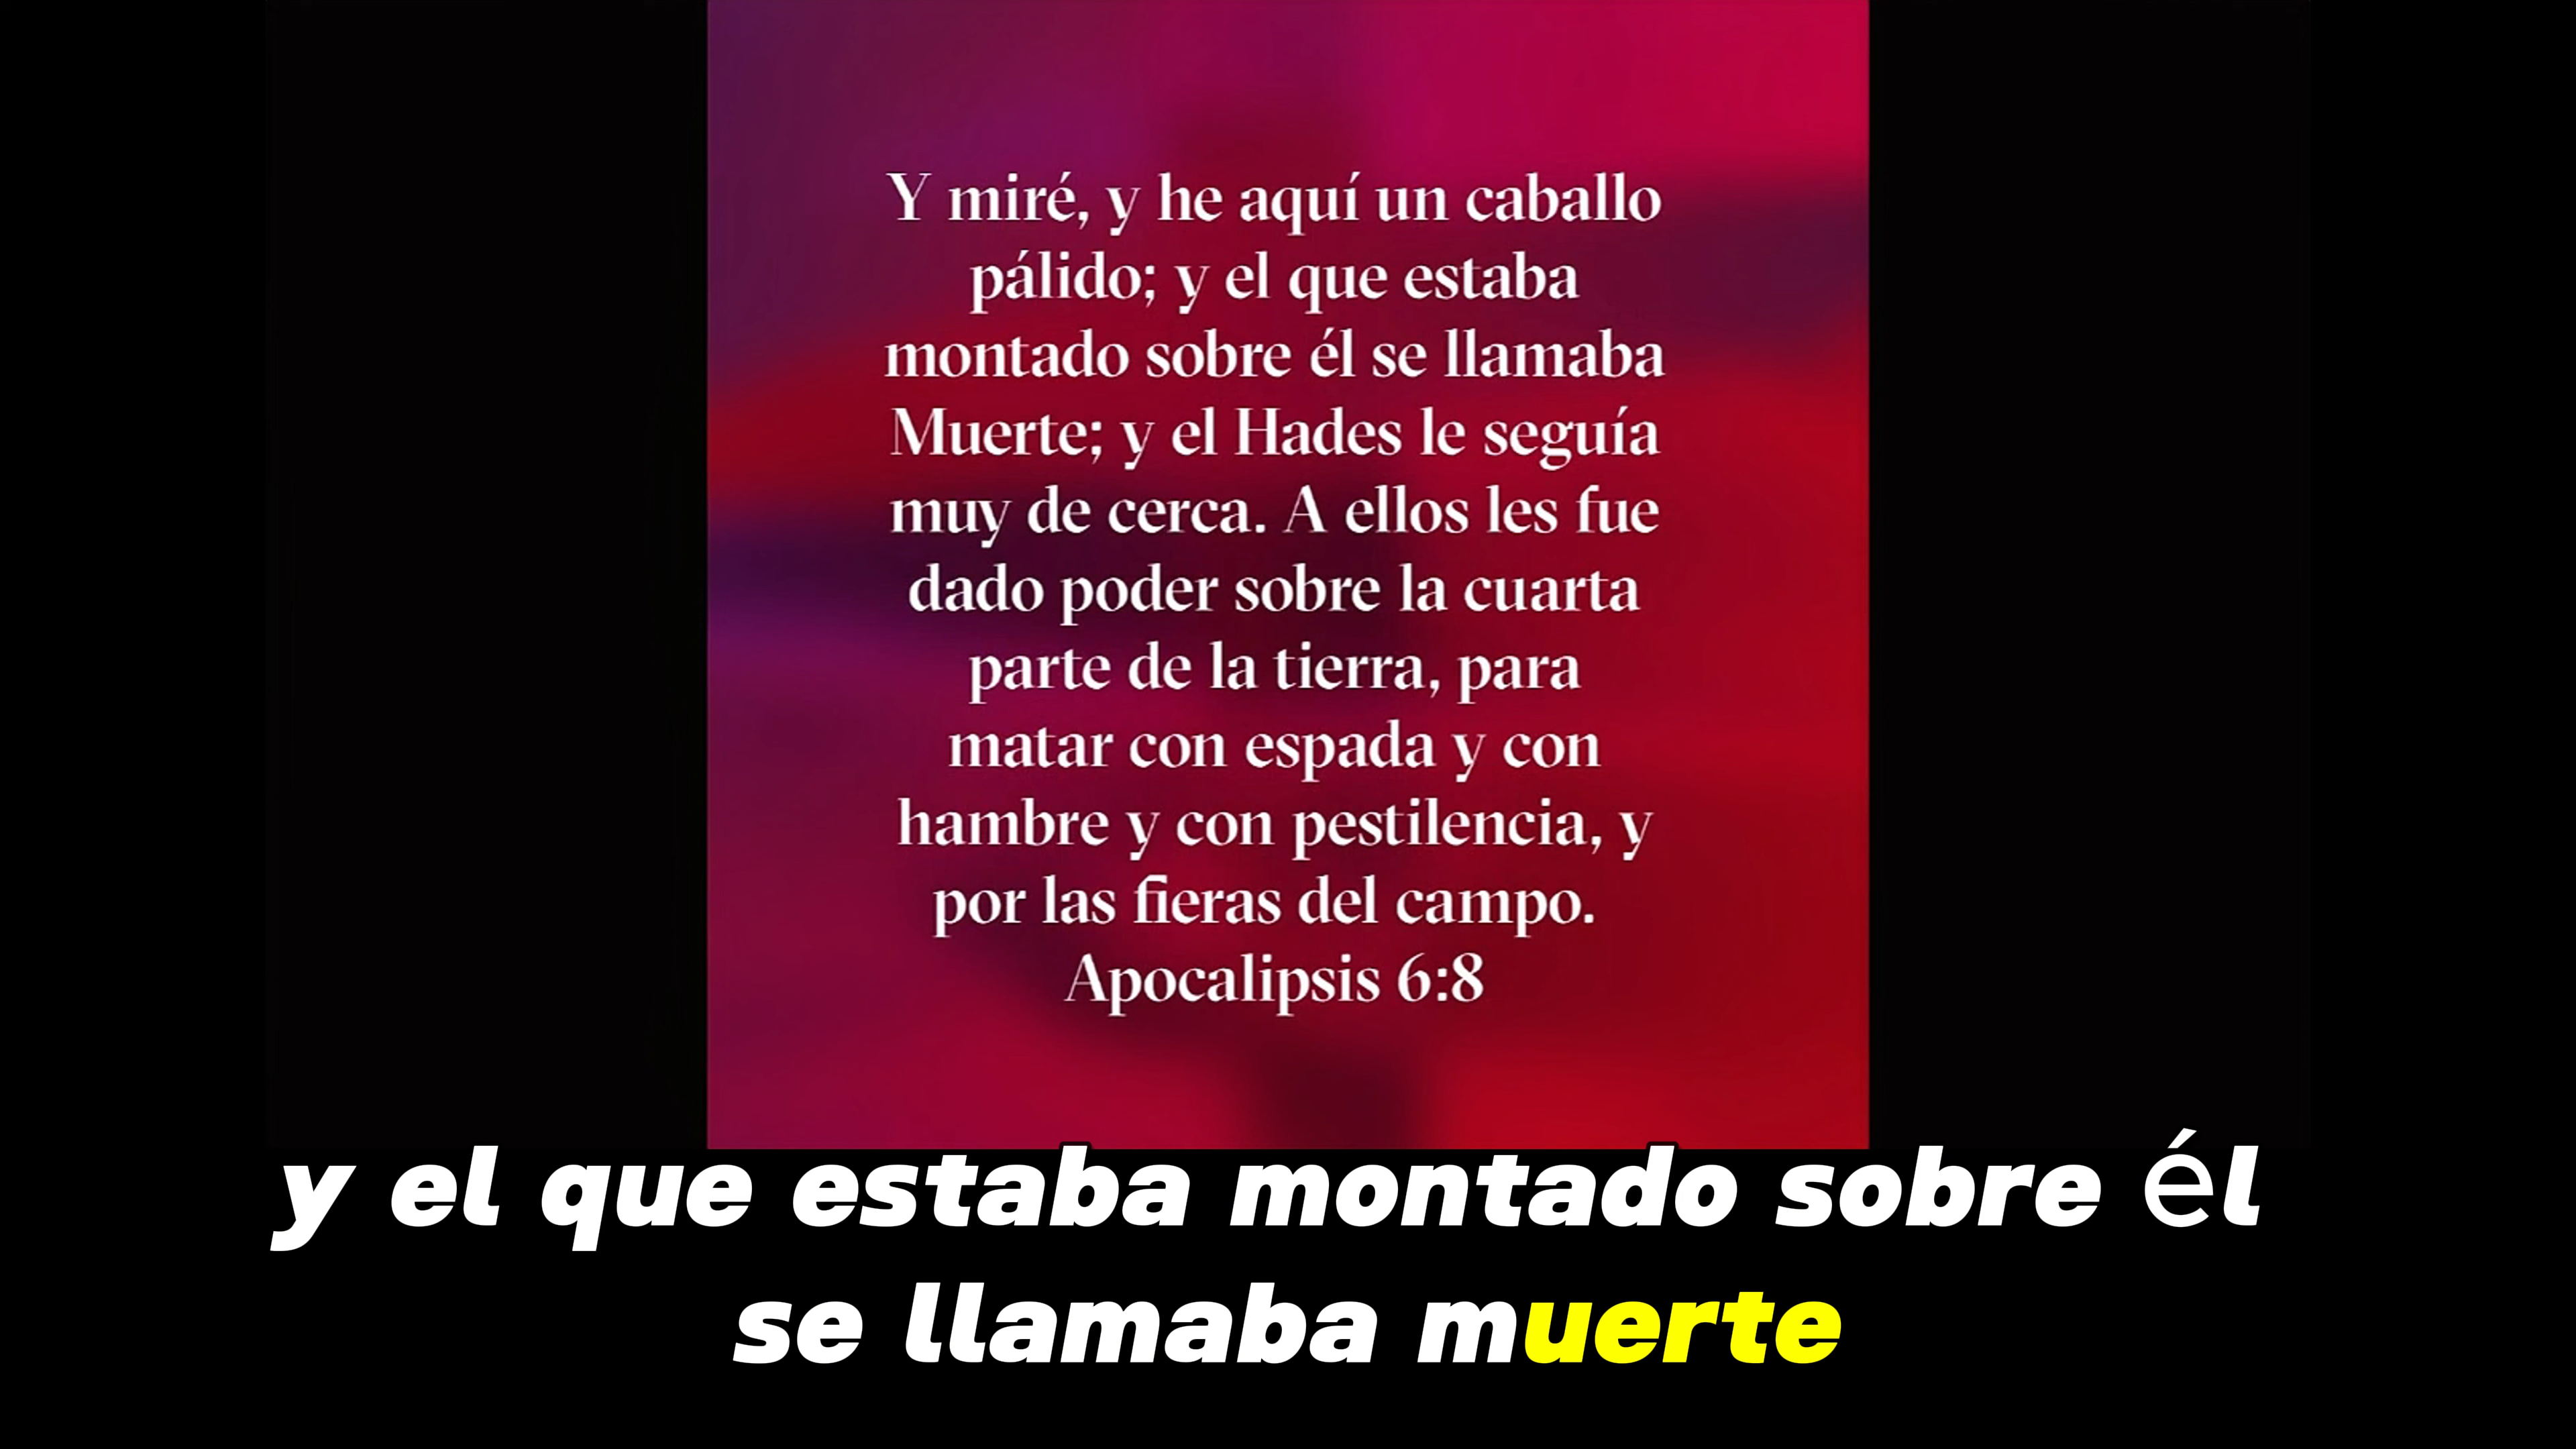 Y miré, y he aquí un caballo
pálido; y el que estaba
montado sobre él se llamaba
Muerte; y el Hades le seguía
muy de cerca. A ellos les fue
dado poder sobre la cuarta
parte de la tierra, para
matar con espada y con
hambre y con pestilencia, y
por las fieras del campo.
Apocalipsis 6:8
y el que estaba montado sobre él
se llamaba muerte